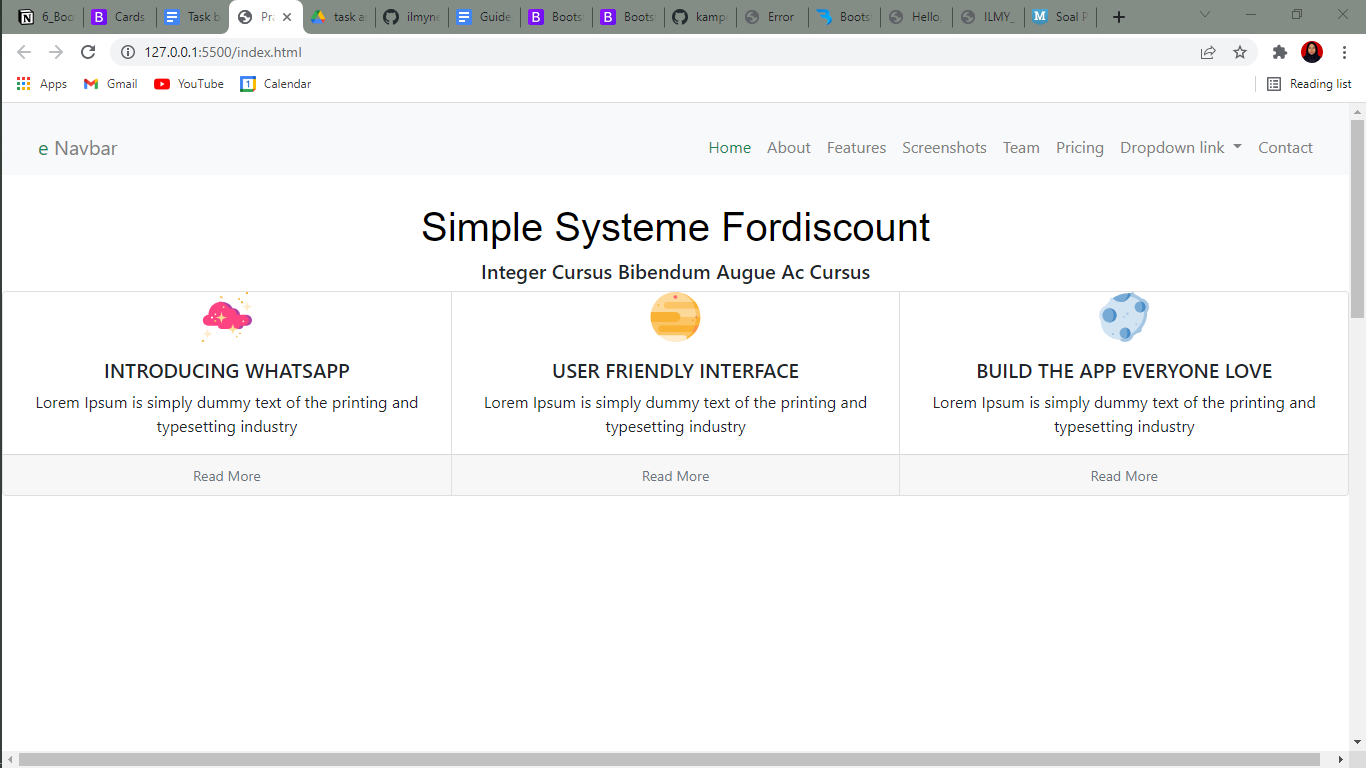 6_Boo Cards Task b Pra task as ilmyne Guide Boots Boots kamp Error Boots Hello, ILMY_ Soal P
127.0.0.1:5500/index.html
Apps Gmail YouTube Calendar Reading list
e Navbar Home About Features Screenshots Team Pricing Dropdown link Contact
Simple Systeme Fordiscount
Integer Cursus Bibendum Augue Ac Cursus
INTRODUCING WHATSAPP
Lorem Ipsum is simply dummy text of the printing and
typesetting industry
Read More
USER FRIENDLY INTERFACE
Lorem Ipsum is simply dummy text of the printing and
typesetting industry
Read More
BUILD THE APP EVERYONE LOVE
Lorem Ipsum is simply dummy text of the printing and
typesetting industry
Read More